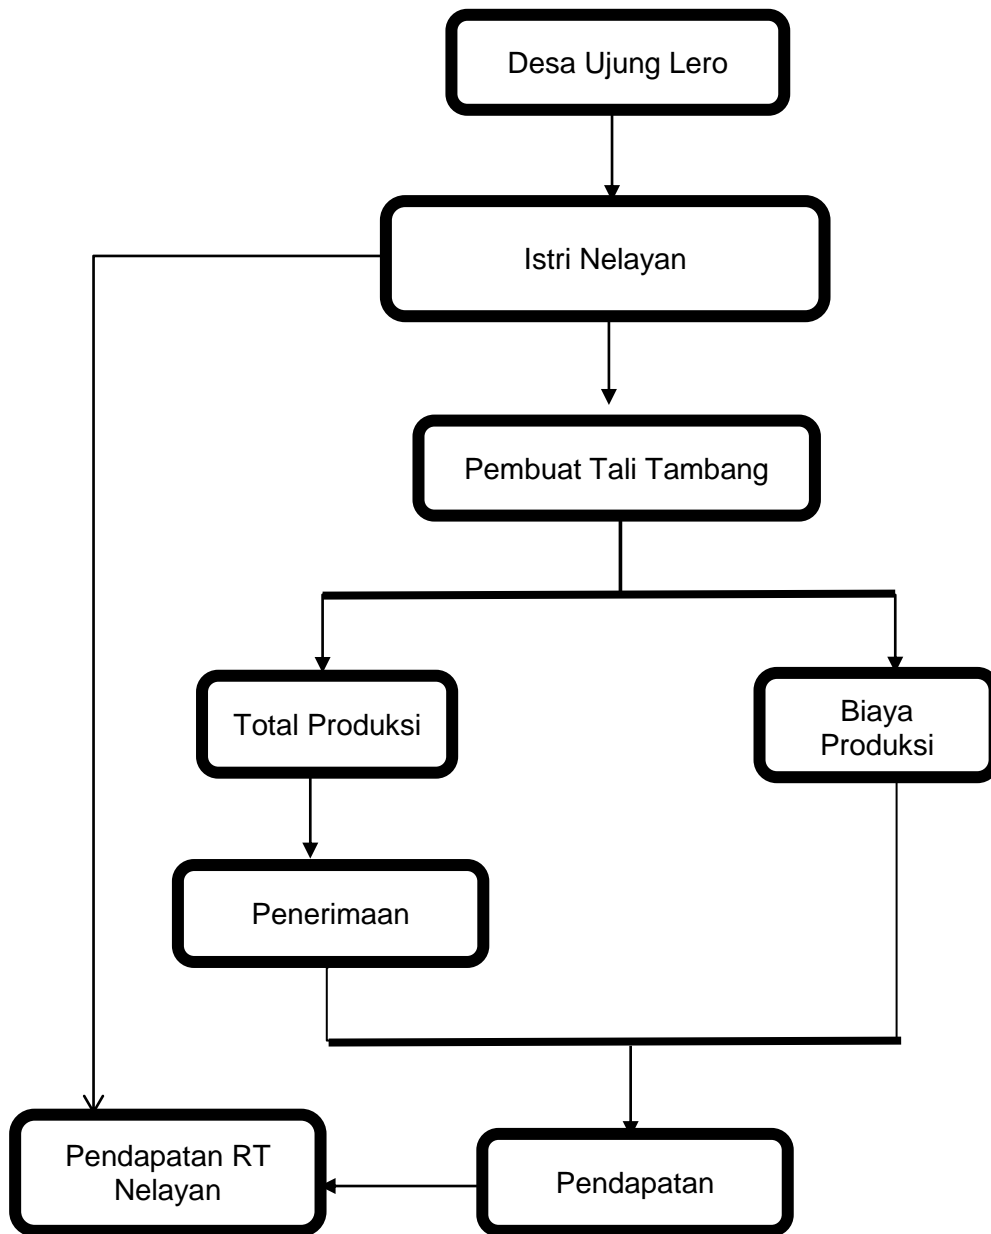 Desa Ujung Lero
Istri Nelayan
Pembuat Tali Tambang
Total Produksi
Biaya
Produksi
Penerimaan
Pendapatan RT
Nelayan
Pendapatan